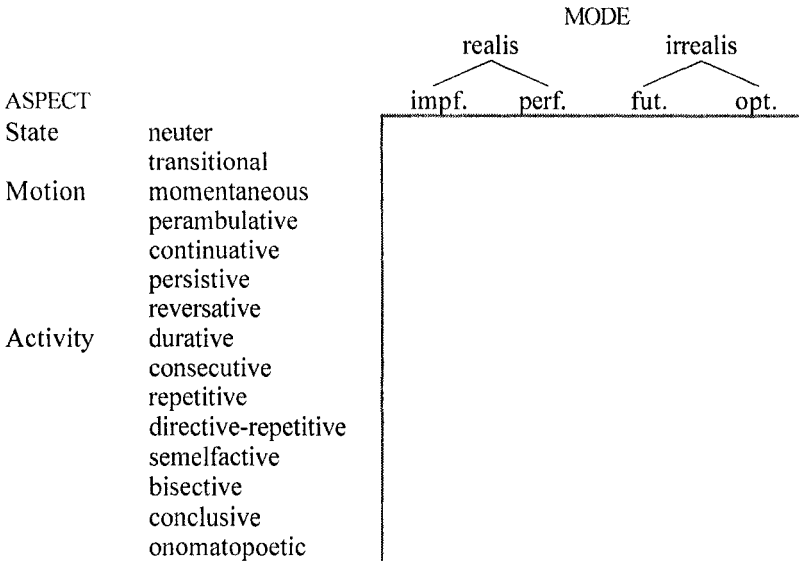 MODE
realis irrealis
ASPECT impf. perf. fut. opt.
State neuter
transitional
Motion momentaneous
perambulative
continuative
persistive
reversative
Activity durative
consecutive
repetitive
directive-repetitive
semelfactive
bisective
conclusive
onomatopoetic